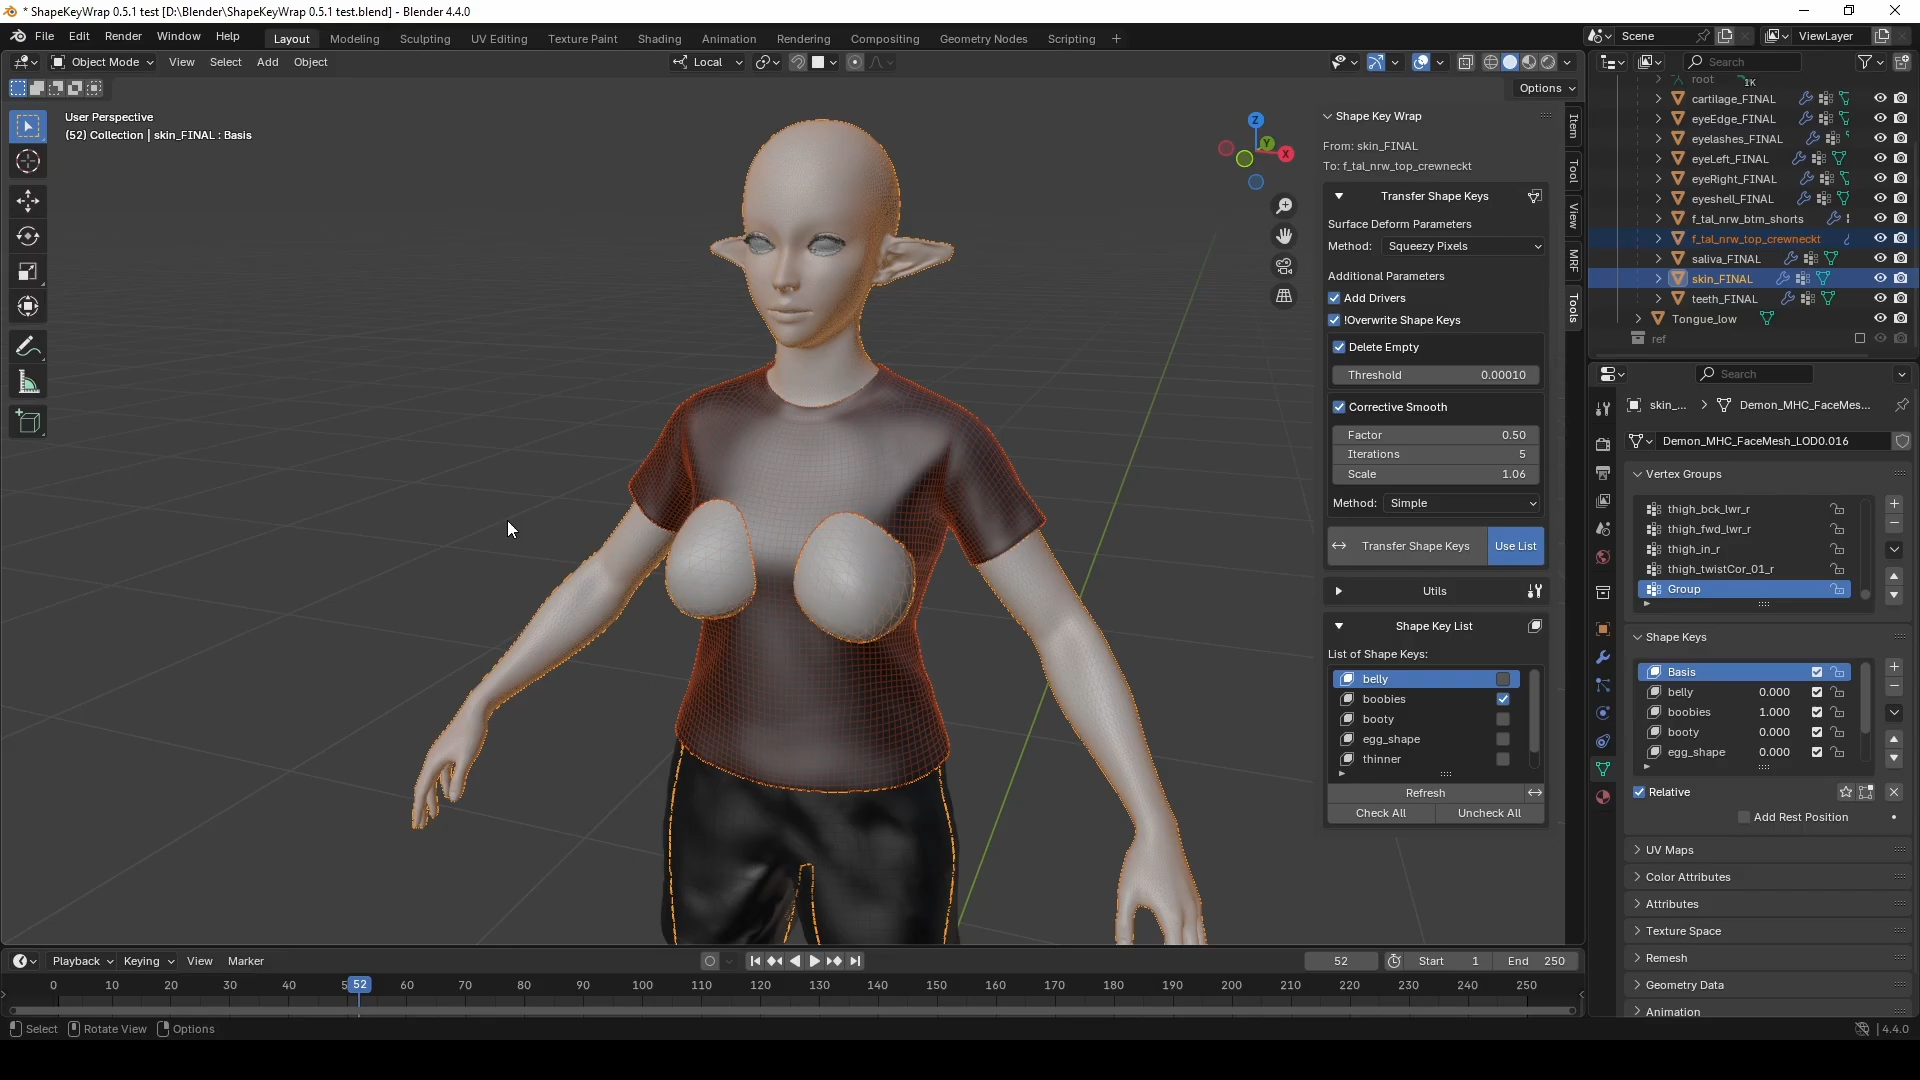 * ShapeKeyWrap 0.5.1 test [D:\Blender\ShapeKeyWrap 0.5.1 test.blend] - Blender 4.4.0
File Edit Render Window Help
Layout Modeling Sculpting UV Editing Texture Paint Shading Animation Rendering Compositing Geometry Nodes Scripting +
Scene
ViewLayer
Object Mode View Select Add Object
Local
Options
User Perspective
(52) Collection | skin_FINAL : Basis
Z
Y
X
Shape Key Wrap
From: skin_FINAL
To: f_tal_nrw_top_crewneckt
Transfer Shape Keys
Surface Deform Parameters
Method: Squeezy Pixels
Additional Parameters
Add Drivers
!Overwrite Shape Keys
Delete Empty
Threshold 0.00010
Corrective Smooth
Factor 0.50
Iterations 5
Scale 1.06
Method: Simple
Transfer Shape Keys Use List
Utils
Shape Key List
List of Shape Keys:
belly
boobies
booty
egg_shape
thinner
Refresh
Check All Uncheck All
Item
Tool
View
MRF
Tools
Search
root
cartilage_FINAL
eyeEdge_FINAL
eyelashes_FINAL
eyeLeft_FINAL
eyeRight_FINAL
eyeshell_FINAL
f_tal_nrw_btm_shorts
f_tal_nrw_top_crewneckt
saliva_FINAL
skin_FINAL
teeth_FINAL
Tongue_low
ref
Search
skin_... Demon_MHC_FaceMes...
Demon_MHC_FaceMesh_LOD0.016
Vertex Groups
thigh_bck_lwr_r
thigh_fwd_lwr_r
thigh_in_r
thigh_twistCor_01_r
Group
Shape Keys
Basis
belly 0.000
boobies 1.000
booty 0.000
egg_shape 0.000
Relative
Add Rest Position
UV Maps
Color Attributes
Attributes
Texture Space
Remesh
Geometry Data
Animation
Playback Keying View Marker
52 Start 1 End 250
0 10 20 30 40 5 52 60 70 80 90 100 110 120 130 140 150 160 170 180 190 200 210 220 230 240 250
Select Rotate View Options
4.4.0